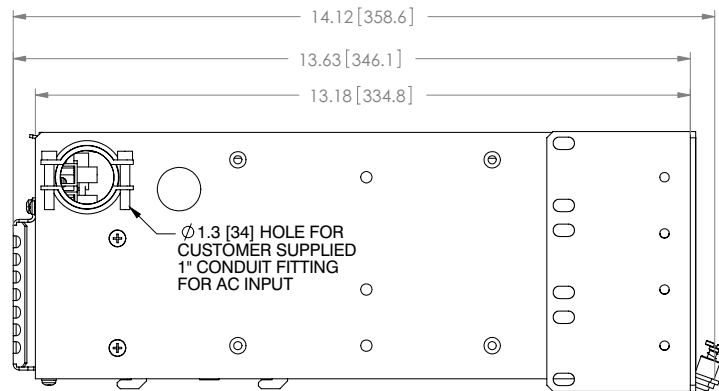 14.12 [358.6]
13.63 [346.1]
13.18 [334.8]
∅1.3 [34] HOLE FOR
CUSTOMER SUPPLIED
1" CONDUIT FITTING
FOR AC INPUT